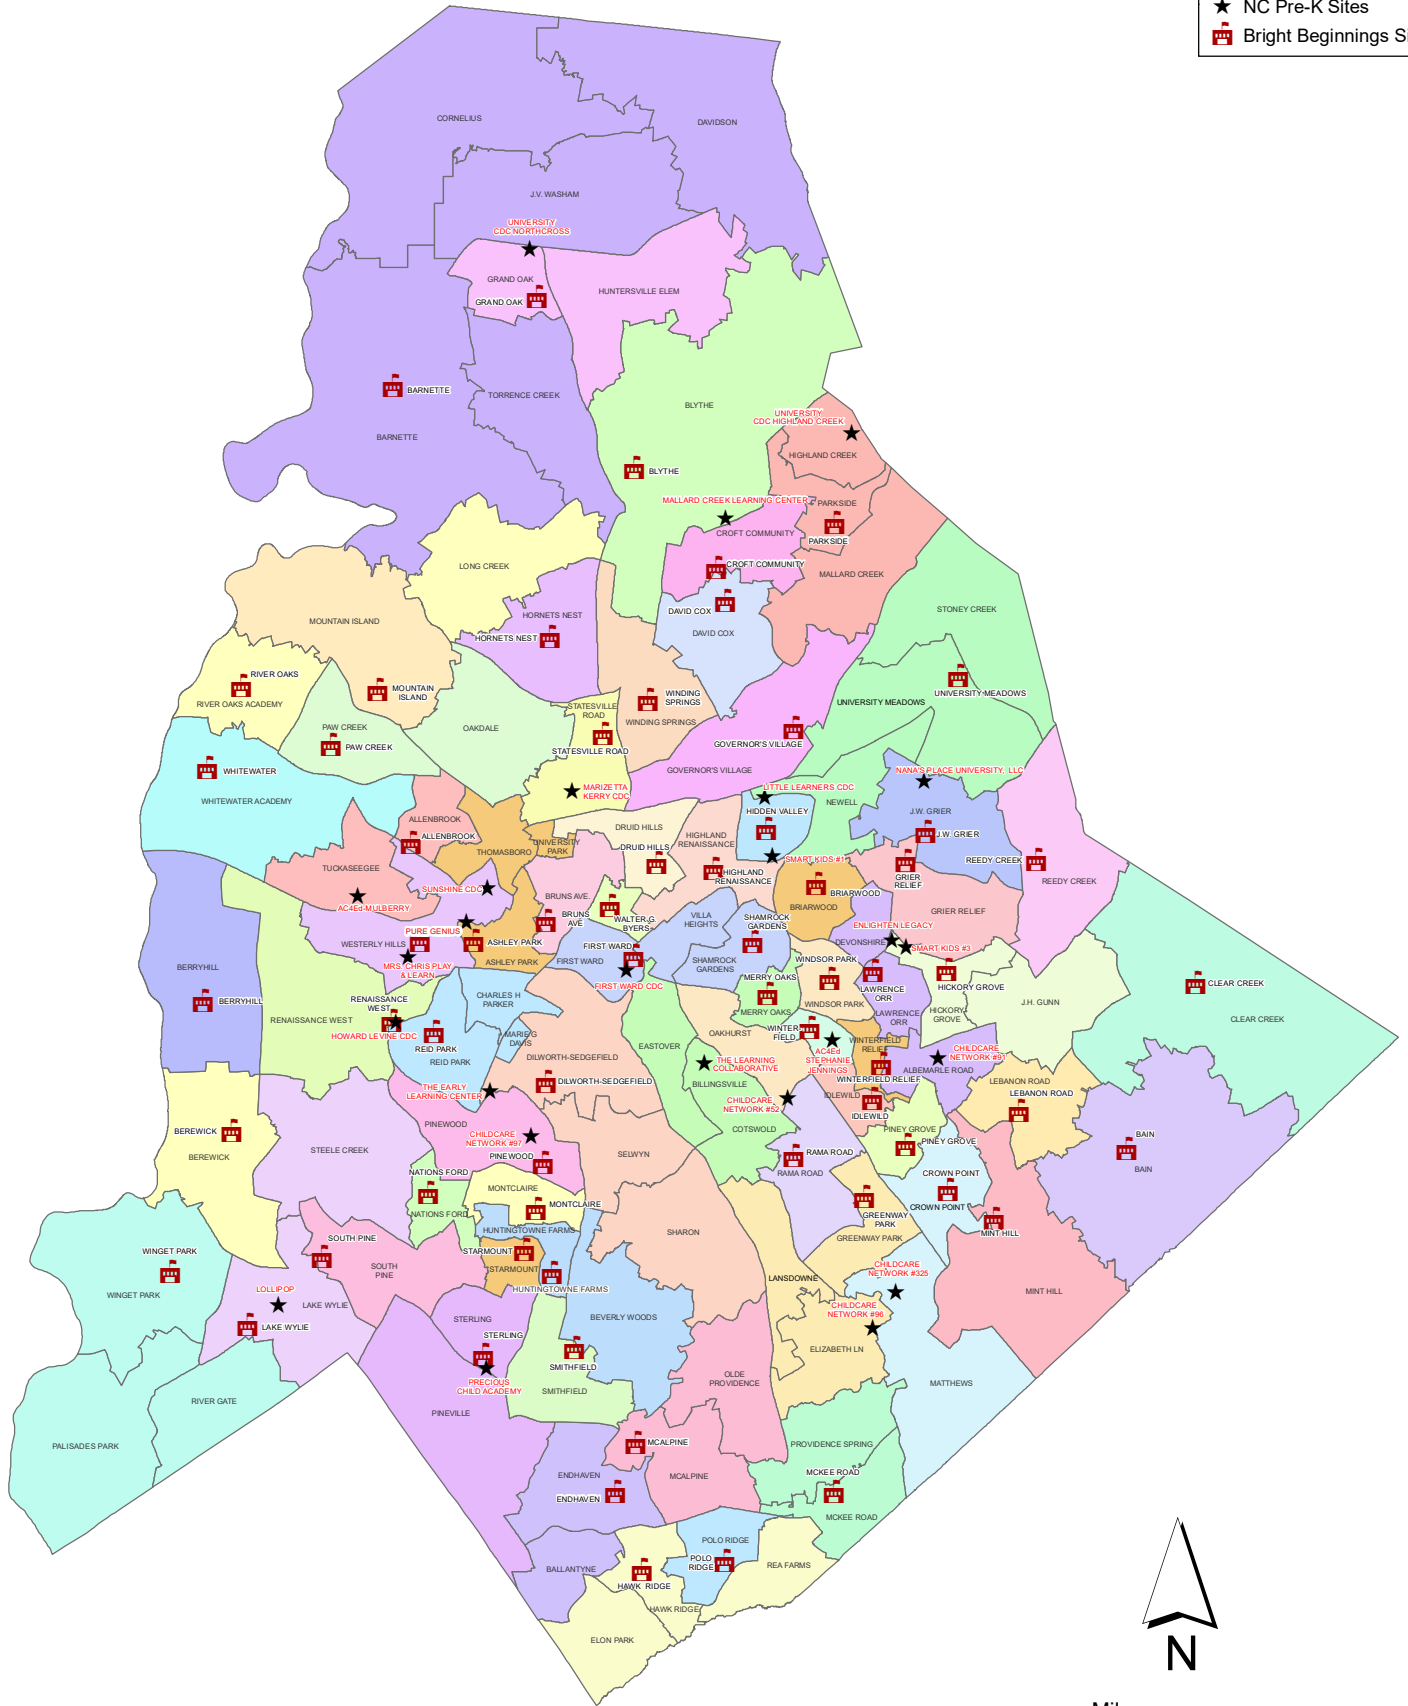 NC Pre-K Sites
Bright Beginnings Si
CORNELIUS
DAVIDSON
J.V. WASHAM
UNIVERSITY
CDC NORTHCROSS
GRAND OAK
GRAND OAK
HUNTERSVILLE ELEM
BARNETTE
TORRENCE CREEK
BARNETTE
BLYTHE
UNIVERSITY
CDC HIGHLAND CREEK
HIGHLAND CREEK
BLYTHE
MALLARD CREEK LEARNING CENTER
PARKSIDE
CROFT COMMUNITY
PARKSIDE
LONG CREEK
CROFT COMMUNITY
MALLARD CREEK
HORNETS NEST
DAVID COX
STONEY CREEK
MOUNTAIN ISLAND
HORNETS NEST
DAVID COX
RIVER OAKS
MOUNTAIN
ISLAND
RIVER OAKS ACADEMY
WINDING
SPRINGS
UNIVERSITY MEADOWS
UNIVERSITY MEADOWS
STATESVILLE
ROAD
WINDING SPRINGS
PAW CREEK
OAKDALE
PAW CREEK
STATESVILLE ROAD
GOVERNOR'S VILLAGE
WHITEWATER
GOVERNOR'S VILLAGE
NANA'S PLACE UNIVERSITY, LLC
WHITEWATER ACADEMY
MARIZETTA
KERRY CDC
LITTLE LEARNERS CDC
NEWELL
HIDDEN VALLEY
J.W. GRIER
ALLENBROOK
ALLENBROOK
DRUID HILLS
HIGHLAND
RENAISSANCE
J.W. GRIER
UNIVERSITY
PARK
THOMASBORO
DRUID HILLS
SMART KIDS #1
REEDY CREEK
TUCKASEEGEE
HIGHLAND
RENAISSANCE
GRIER
RELIEF
REEDY CREEK
SUNSHINE CDC
BRUNS AVE.
BRIARWOOD
BRIARWOOD
AC4Ed-MULBERRY
BRUNS
AVE
WALTER G.
BYERS
VILLA
HEIGHTS
SHAMROCK
GARDENS
GRIER RELIEF
PURE GENIUS
ENLIGHTEN LEGACY
WESTERLY HILLS
ASHLEY PARK
FIRST WARD
DEVONSHIRE
SMART KIDS #3
MRS. CHRIS PLAY
& LEARN
ASHLEY PARK
FIRST WARD
SHAMROCK
GARDENS
WINDSOR PARK
BERRYHILL
MERRY OAKS
FIRST WARD CDC
LAWRENCE
ORR
HICKORY GROVE
CLEAR CREEK
BERRYHILL
RENAISSANCE
WEST
CHARLES H
PARKER
WINDSOR PARK
J.H. GUNN
RENAISSANCE WEST
MERRY OAKS
LAWRENCE
ORR
HICKORY
GROVE
CLEAR CREEK
HOWARD LEVINE CDC
MARIE G
DAVIS
OAKHURST
WINTER
FIELD
REID PARK
EASTOVER
WINTERFIELD
RELIEF
REID PARK
DILWORTH-SEDGEFIELD
THE LEARNING
COLLABORATIVE
AC4Ed
STEPHANIE
JENNINGS
CHILDCARE
NETWORK #91
ALBEMARLE ROAD
DILWORTH-SEDGEFIELD
BILLINGSVILLE
WINTERFIELD RELIEF
LEBANON ROAD
THE EARLY
LEARNING CENTER
CHILDCARE
NETWORK #52
IDLEWILD
LEBANON ROAD
PINEWOOD
IDLEWILD
BEREWICK
CHILDCARE
NETWORK #97
COTSWOLD
PINEY GROVE
PINEY GROVE
BAIN
STEELE CREEK
PINEWOOD
SELWYN
RAMA ROAD
BEREWICK
RAMA ROAD
CROWN POINT
BAIN
NATIONS FORD
MONTCLAIRE
MONTCLAIRE
CROWN POINT
NATIONS FORD
GREENWAY
PARK
HUNTINGTOWNE FARMS
SHARON
MINT HILL
SOUTH PINE
GREENWAY PARK
WINGET PARK
STARMOUNT
STARMOUNT
SOUTH
PINE
CHILDCARE
NETWORK #325
LANSDOWNE
LOLLIPOP
HUNTINGTOWNE FARMS
MINT HILL
WINGET PARK
LAKE WYLIE
CHILDCARE
NETWORK #96
LAKE WYLIE
STERLING
BEVERLY WOODS
STERLING
ELIZABETH LN
SMITHFIELD
PRECIOUS
CHILD ACADEMY
OLDE
PROVIDENCE
MATTHEWS
SMITHFIELD
RIVER GATE
PINEVILLE
PALISADES PARK
MCALPINE
PROVIDENCE SPRING
ENDHAVEN
MCALPINE
MCKEE ROAD
ENDHAVEN
MCKEE ROAD
POLO RIDGE
POLO
RIDGE
BALLANTYNE
REA FARMS
HAWK RIDGE
HAWK RIDGE
ELON PARK
N